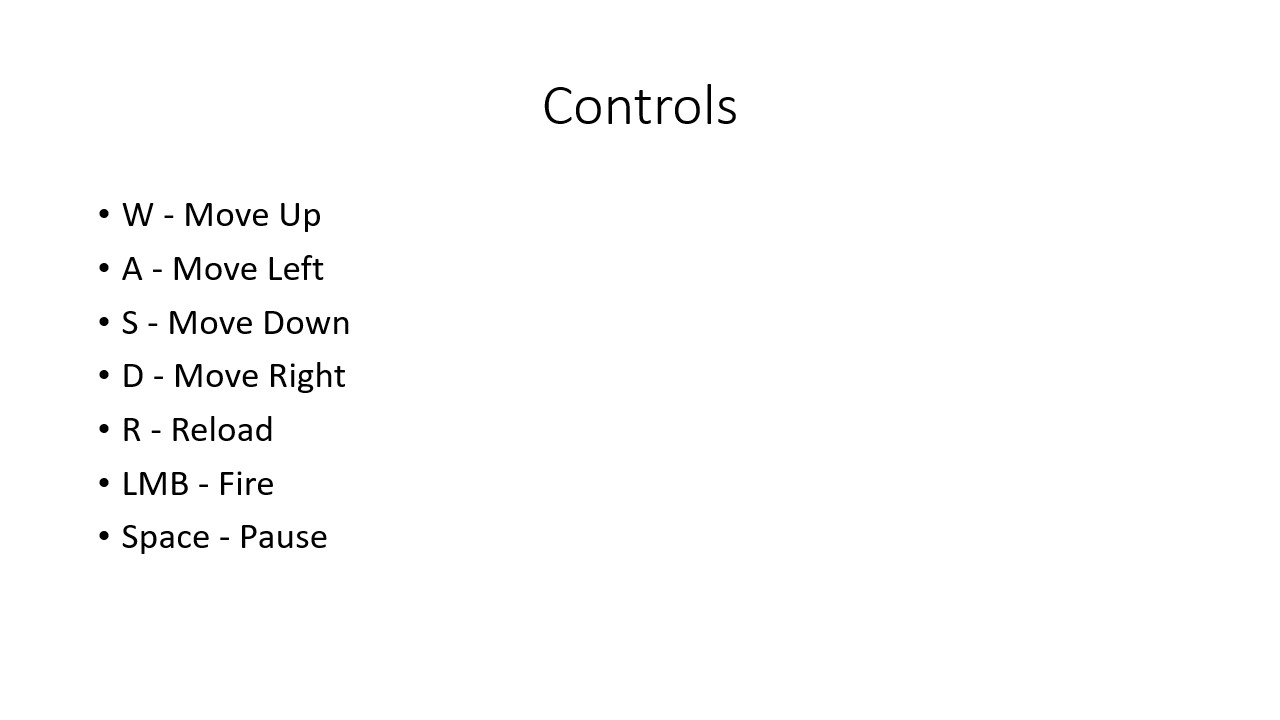 Controls
• W - Move Up
• A - Move Left
• S - Move Down
• D - Move Right
• R - Reload
• LMB - Fire
• Space - Pause